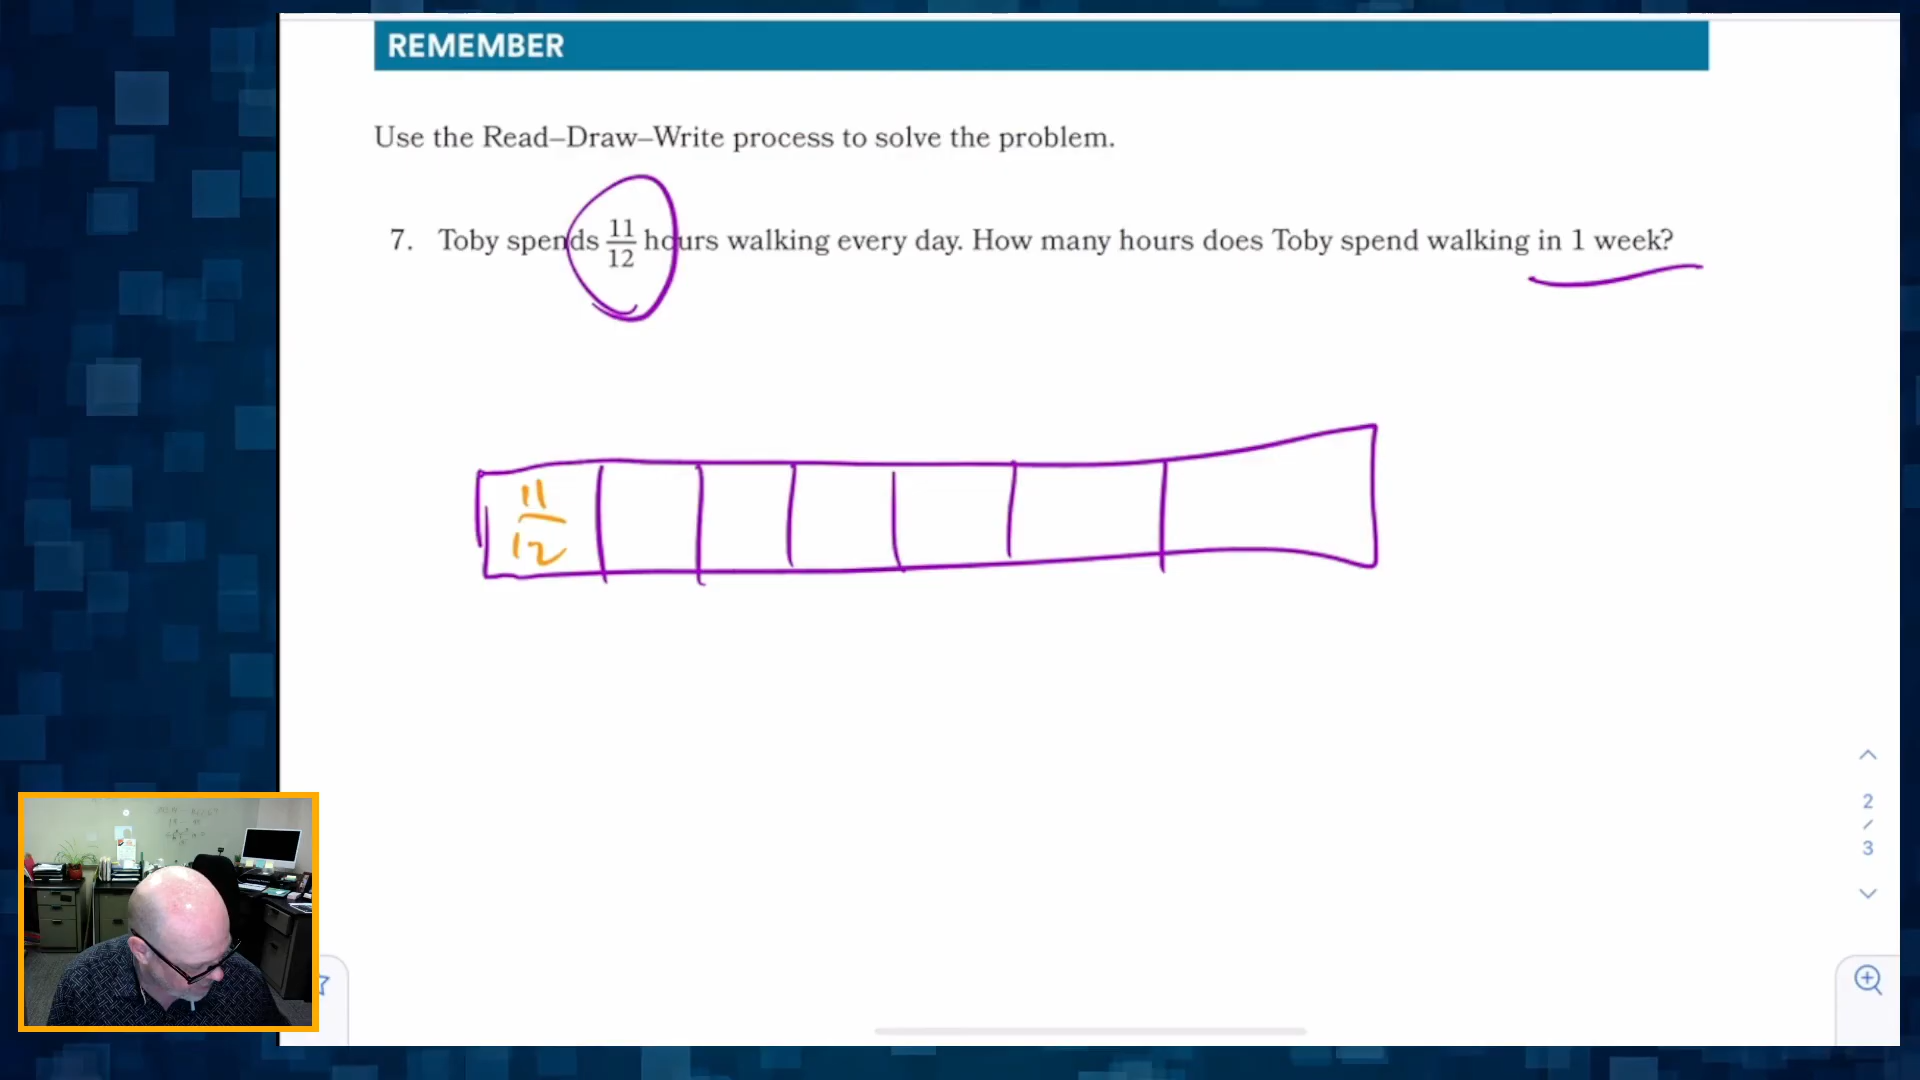 REMEMBER
Use the Read–Draw–Write process to solve the problem.
7. Toby spends 11/12 hours walking every day. How many hours does Toby spend walking in 1 week?
11
12
2
/
3